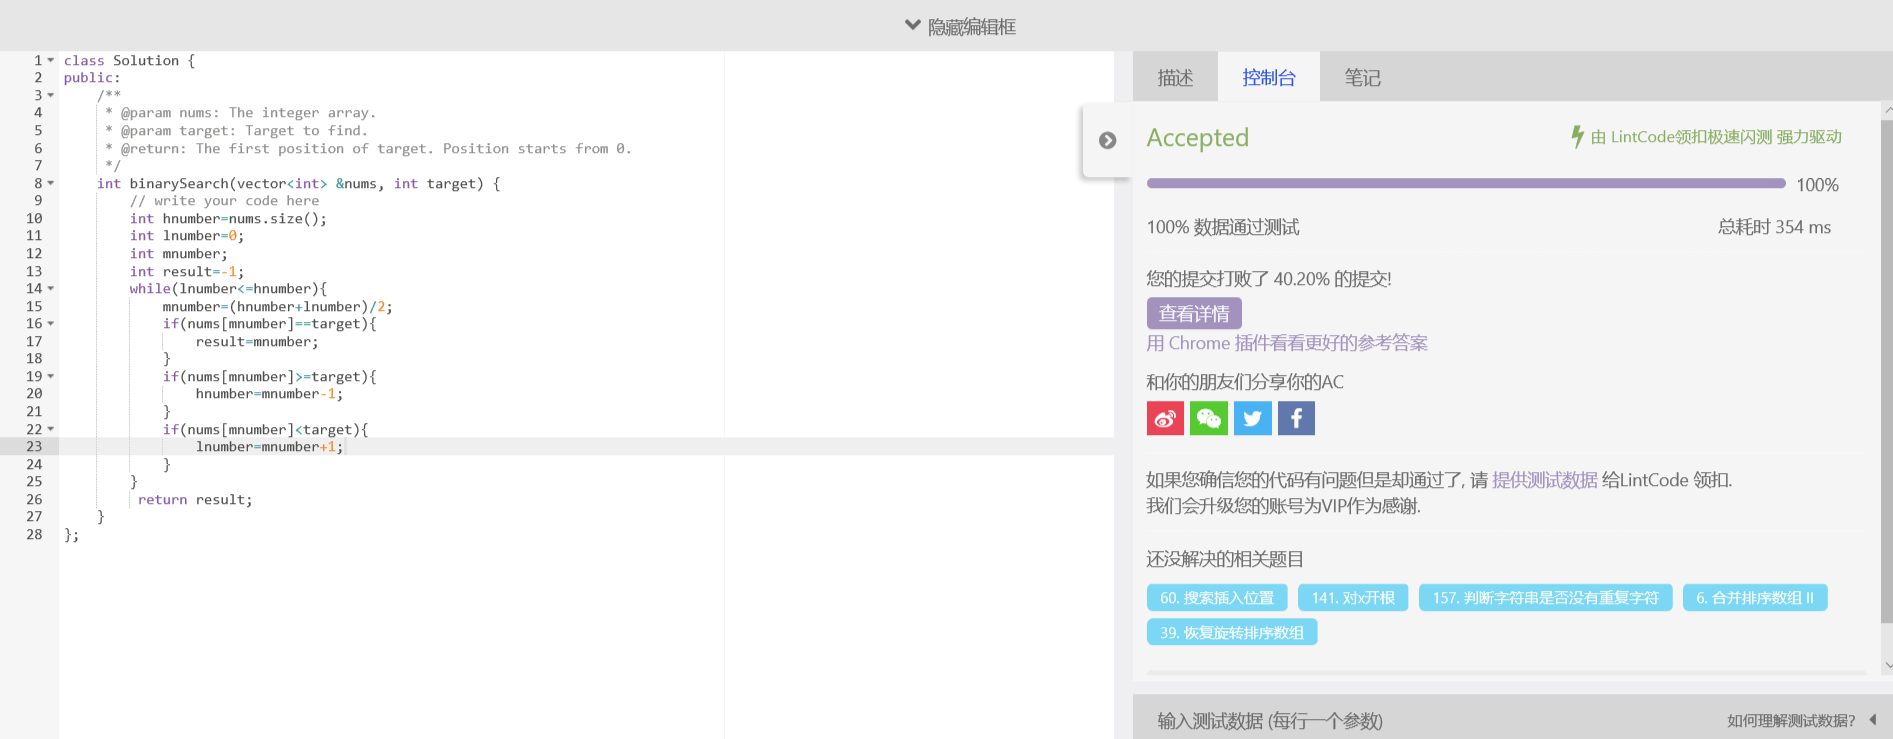 隐藏编辑框
1 class Solution {
2 public:
3     /**
4      * @param nums: The integer array.
5      * @param target: Target to find.
6      * @return: The first position of target. Position starts from 0.
7      */
8     int binarySearch(vector<int> &nums, int target) {
9         // write your code here
10         int hnumber=nums.size();
11         int lnumber=0;
12         int mnumber;
13         int result=-1;
14         while(lnumber<=hnumber){
15             mnumber=(hnumber+lnumber)/2;
16             if(nums[mnumber]==target){
17                 result=mnumber;
18             }
19             if(nums[mnumber]>=target){
20                 hnumber=mnumber-1;
21             }
22             if(nums[mnumber]<target){
23                 lnumber=mnumber+1;
24             }
25         }
26          return result;
27     }
28 };
描述 控制台 笔记
Accepted 由 LintCode领扣极速闪测 强力驱动
100%
100% 数据通过测试 总耗时 354 ms
您的提交打败了 40.20% 的提交!
查看详情
用 Chrome 插件看看更好的参考答案
和你的朋友们分享你的AC
如果您确信您的代码有问题但是却通过了, 请 提供测试数据 给LintCode 领扣.
我们会升级您的账号为VIP作为感谢.
还没解决的相关题目
60. 搜索插入位置 141. 对x开根 157. 判断字符串是否没有重复字符 6. 合并排序数组 II
39. 恢复旋转排序数组
输入测试数据 (每行一个参数) 如何理解测试数据?